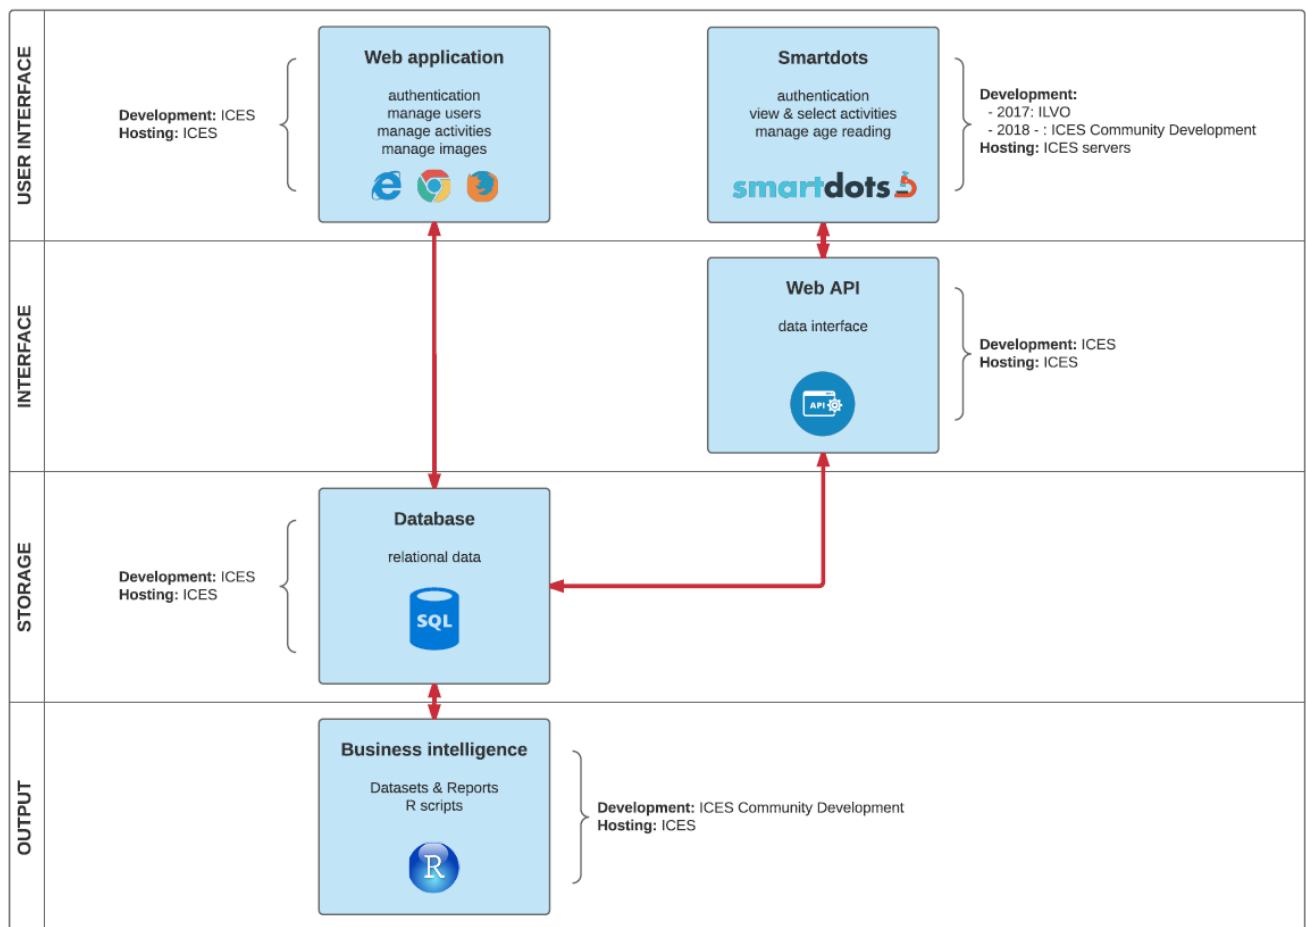 USER INTERFACE
Web application
authentication
manage users
manage activities
manage images
Development: ICES
Hosting: ICES
Smartdots
authentication
view & select activities
manage age reading
smartdots
Development:
- 2017: ILVO
- 2018 - : ICES Community Development
Hosting: ICES servers
INTERFACE
Web API
data interface
API
Development: ICES
Hosting: ICES
STORAGE
Database
relational data
SQL
Development: ICES
Hosting: ICES
OUTPUT
Business intelligence
Datasets & Reports
R scripts
R
Development: ICES Community Development
Hosting: ICES